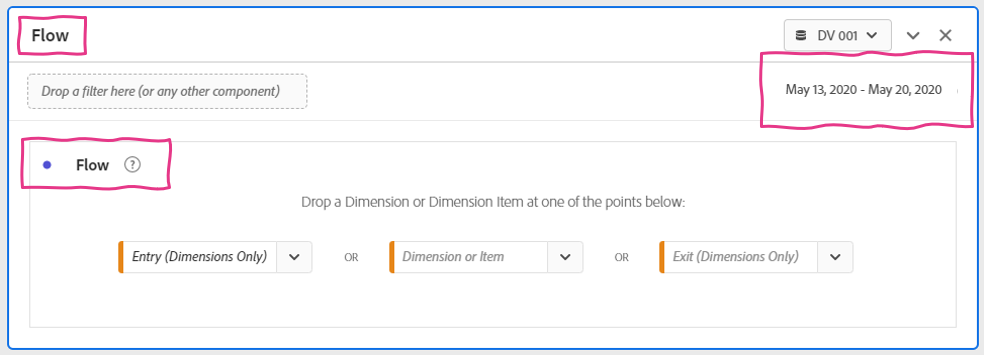 Flow
DV 001
Drop a filter here (or any other component)
May 13, 2020 - May 20, 2020
Flow ?
Drop a Dimension or Dimension Item at one of the points below:
Entry (Dimensions Only) OR Dimension or Item OR Exit (Dimensions Only)